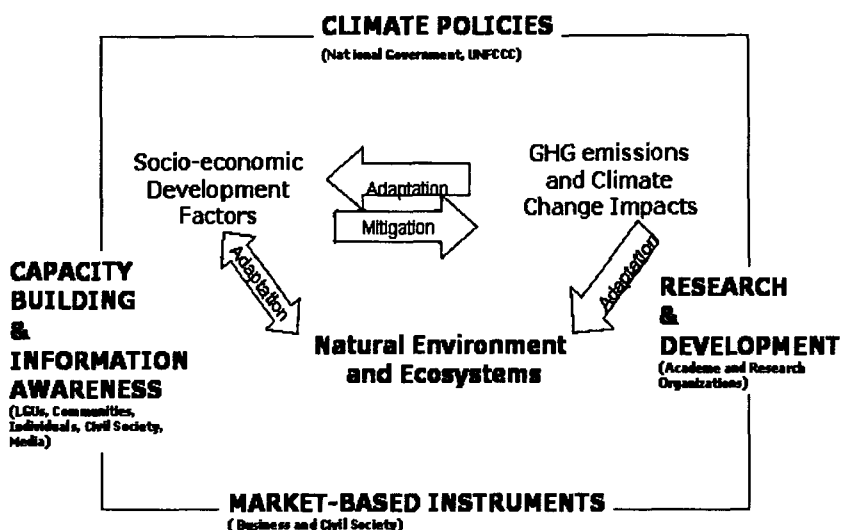 CLIMATE POLICIES
(National Government, UNFCCC)
Socio-economic
Development
Factors
Adaptation
Mitigation
GHG emissions
and Climate
Change Impacts
Adaptation
Adaptation
Natural Environment
and Ecosystems
CAPACITY
BUILDING
&
INFORMATION
AWARENESS
(LGUs, Communities,
Individuals, Civil Society,
Media)
RESEARCH
&
DEVELOPMENT
(Academe and Research
Organizations)
MARKET-BASED INSTRUMENTS
( Business and Civil Society)